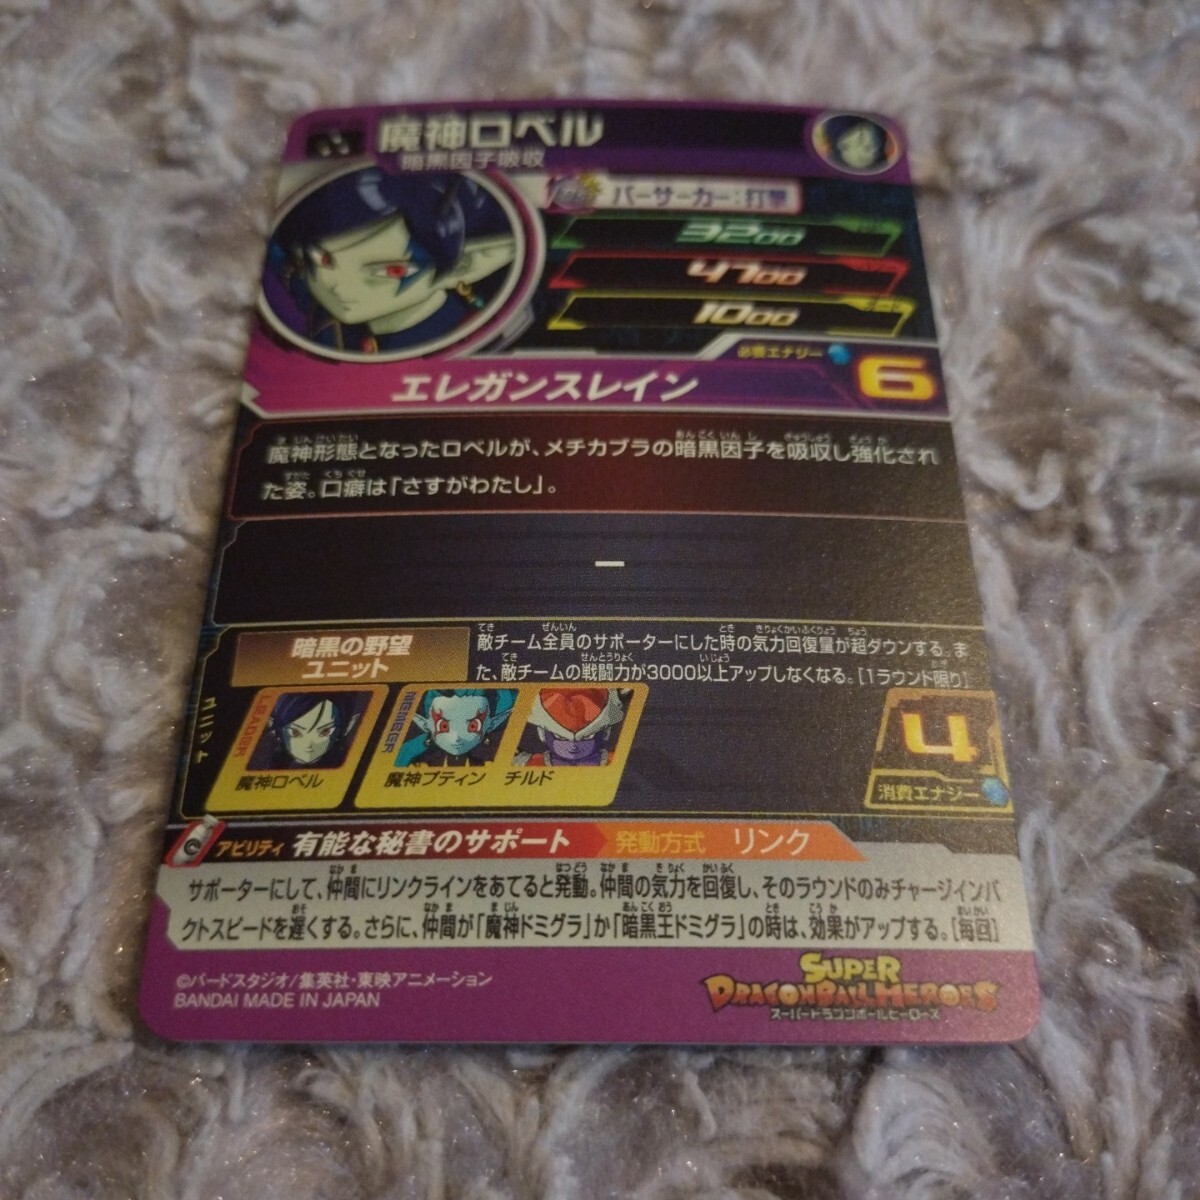 魔神ロベル
暗黒因子吸収
バーサーカー:打撃
3200
4700
1000
必要エナジー
6
エレガンスレイン
魔神形態となったロベルが、メチカブラの暗黒因子を吸収し強化され
た姿。口癖は「さすがわたし」。
ー
ユニット
暗黒の野望
ユニット
敵チーム全員のサポーターにした時の気力回復量が超ダウンする。ま
た、敵チームの戦闘力が3000以上アップしなくなる。[1ラウンド限り]
LEADER
魔神ロベル
MEMBER
魔神プティン
チルド
4
消費エナジー
アビリティ 有能な秘書のサポート 発動方式 リンク
サポーターにして、仲間にリンクラインをあてると発動。仲間の気力を回復し、そのラウンドのみチャージインパ
クトスピードを遅くする。さらに、仲間が「魔神ドミグラ」か「暗黒王ドミグラ」の時は、効果がアップする。[毎回]
©バードスタジオ/集英社・東映アニメーション
BANDAI MADE IN JAPAN
SUPER
DRAGONBALL HEROES
スーパードラゴンボールヒーローズ